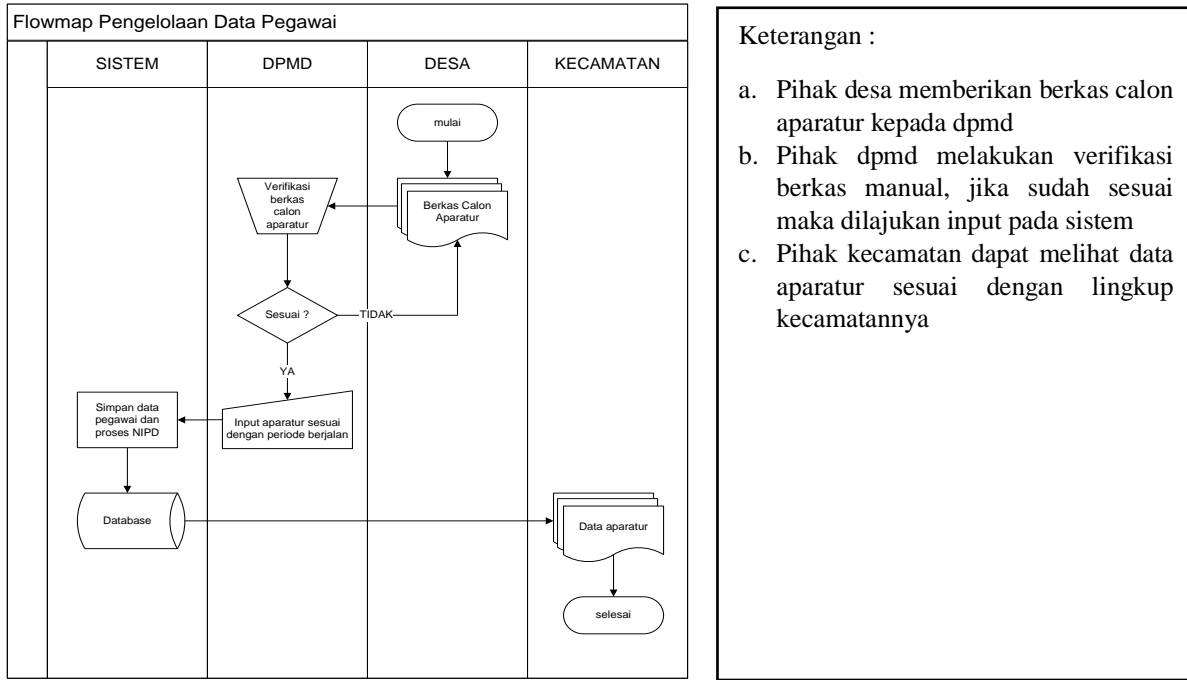 Flowmap Pengelolaan Data Pegawai
SISTEM
DPMD
DESA
KECAMATAN
mulai
Verifikasi
berkas
calon
aparatur
Berkas Calon
Aparatur
Sesuai ?
TIDAK
YA
Simpan data
pegawai dan
proses NIPD
Input aparatur sesuai
dengan periode berjalan
Database
Data aparatur
selesai
Keterangan :
a. Pihak desa memberikan berkas calon
aparatur kepada dpmd
b. Pihak dpmd melakukan verifikasi
berkas manual, jika sudah sesuai
maka dilajukan input pada sistem
c. Pihak kecamatan dapat melihat data
aparatur sesuai dengan lingkup
kecamatannya